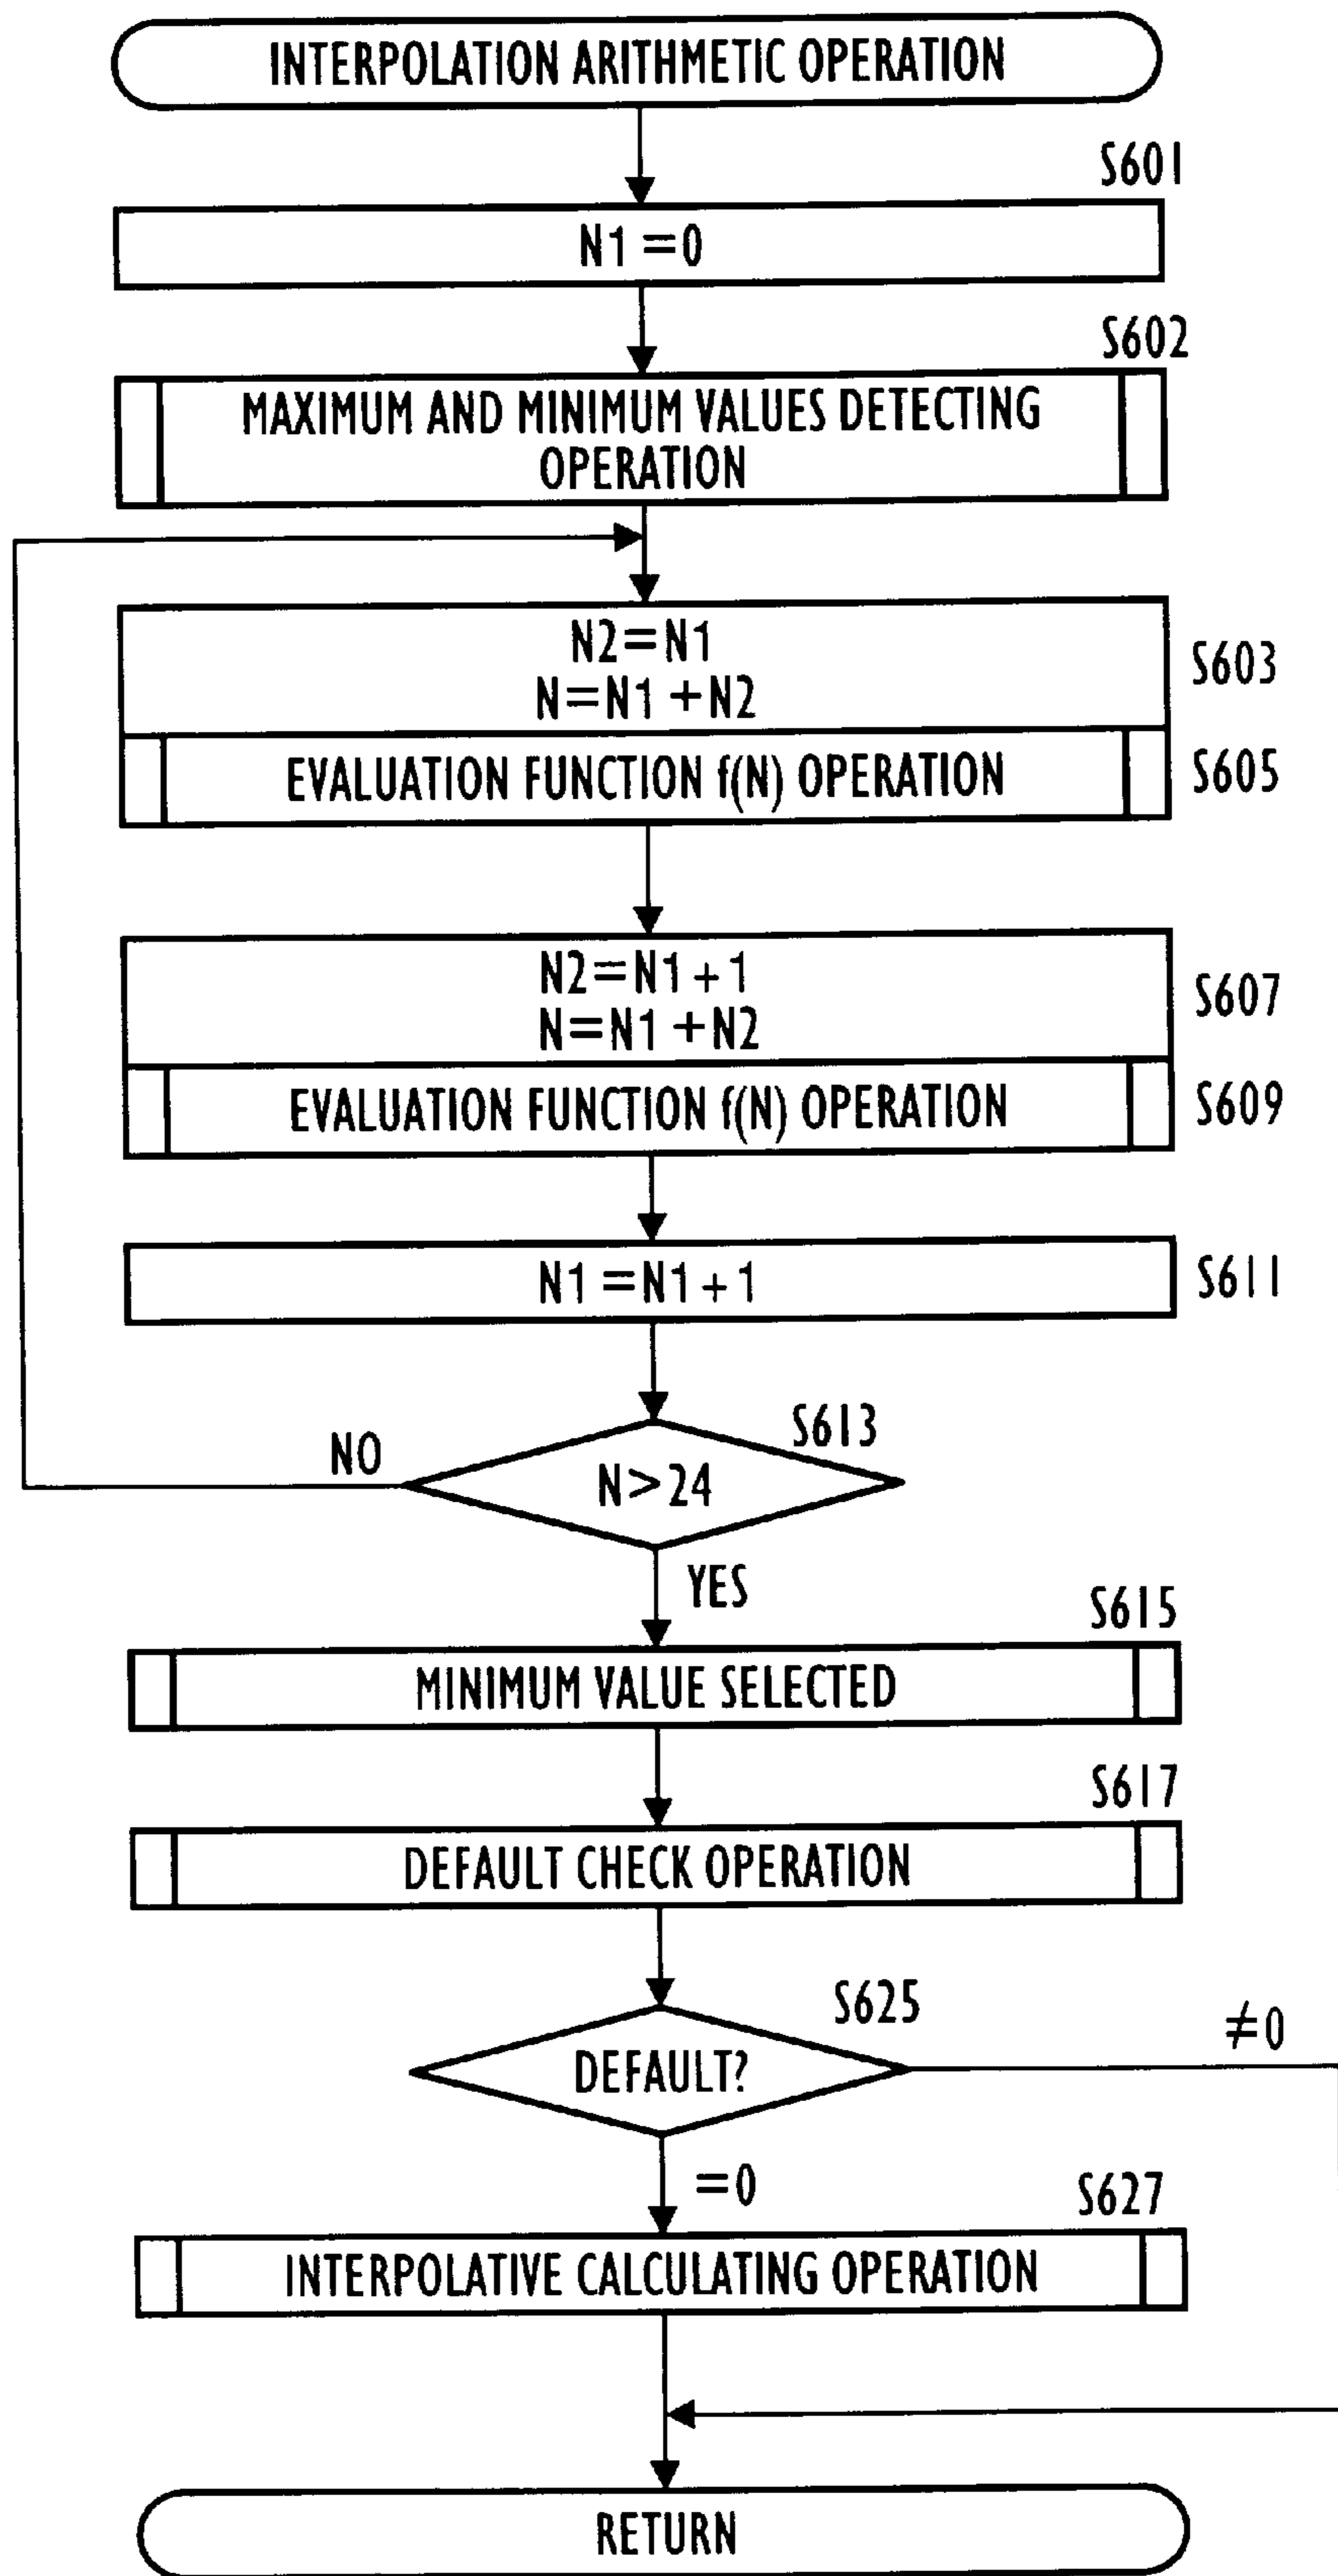 INTERPOLATION ARITHMETIC OPERATION
S601
N1=0
S602
MAXIMUM AND MINIMUM VALUES DETECTING
OPERATION
N2=N1
N=N1+N2
S603
EVALUATION FUNCTION f(N) OPERATION
S605
N2=N1+1
N=N1+N2
S607
EVALUATION FUNCTION f(N) OPERATION
S609
N1=N1+1
S611
S613
NO
N>24
YES
S615
MINIMUM VALUE SELECTED
S617
DEFAULT CHECK OPERATION
S625
≠0
DEFAULT?
=0
S627
INTERPOLATIVE CALCULATING OPERATION
RETURN